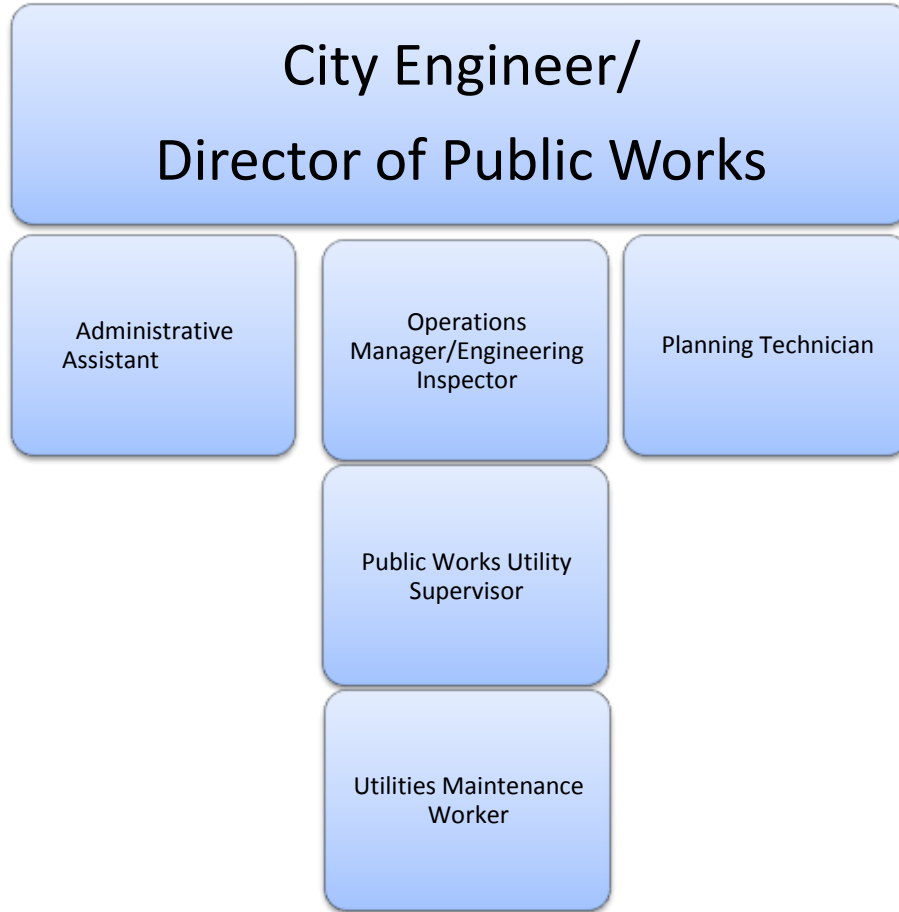 City Engineer/
Director of Public Works
Administrative
Assistant
Operations
Manager/Engineering
Inspector
Planning Technician
Public Works Utility
Supervisor
Utilities Maintenance
Worker